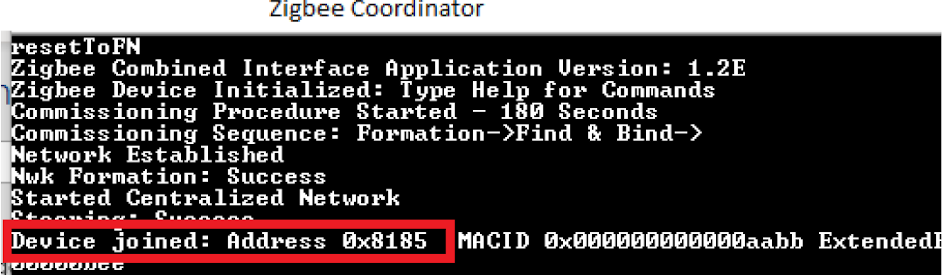 Zigbee Coordinator
resetToFN
Zigbee Combined Interface Application Version: 1.2E
Zigbee Device Initialized: Type Help for Commands
Commissioning Procedure Started - 180 Seconds
Commissioning Sequence: Formation->Find & Bind->
Network Established
Nwk Formation: Success
Started Centralized Network
Steering: Success
Device joined: Address 0x8185 MACID 0x000000000000aabb Extended